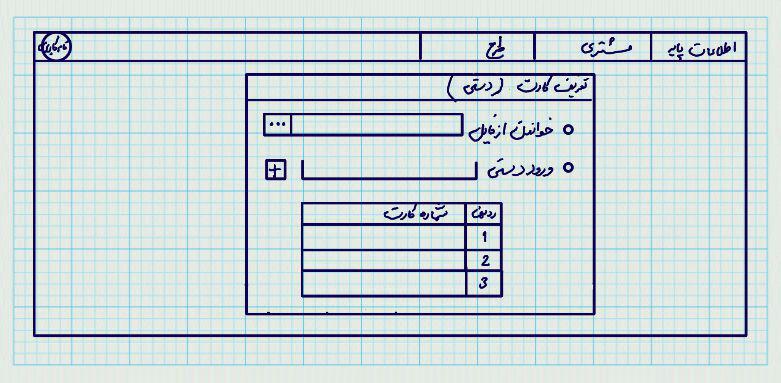 اطلاعات پایه
مشتری
طرح
نام کاربری
تعریف کارت (دستی)
خواندن از فایل
...
ورود دستی
+
ردیف شماره کارت
1
2
3